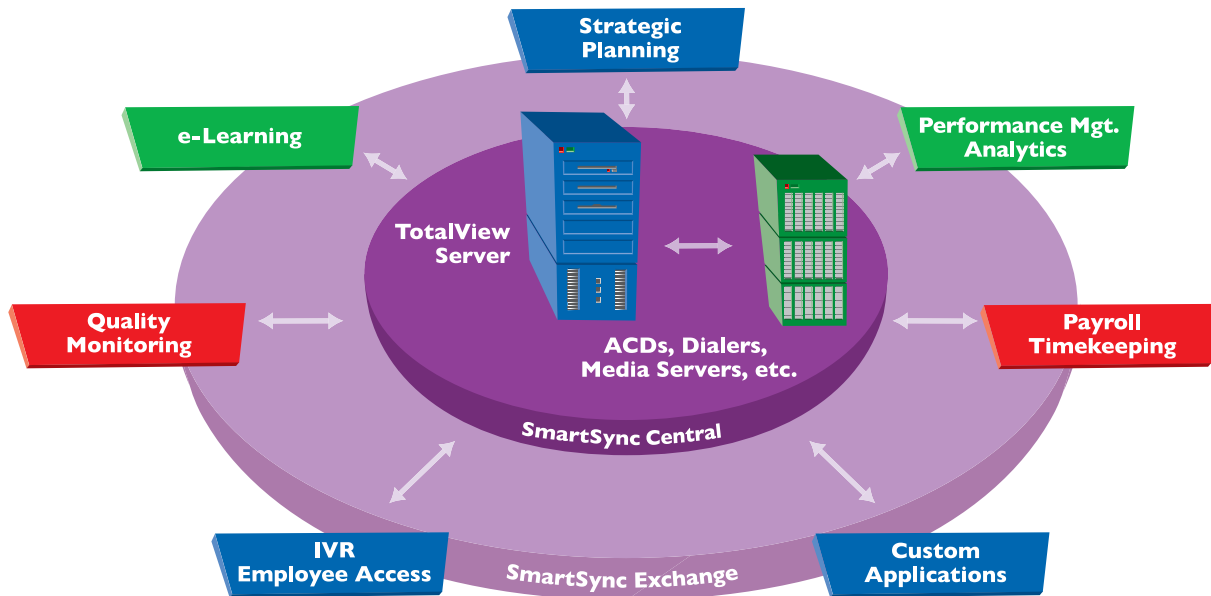 Strategic
Planning
e-Learning
Performance Mgt.
Analytics
TotalView
Server
Quality
Monitoring
Payroll
Timekeeping
ACDs, Dialers,
Media Servers, etc.
SmartSync Central
IVR
Employee Access
Custom
Applications
SmartSync Exchange